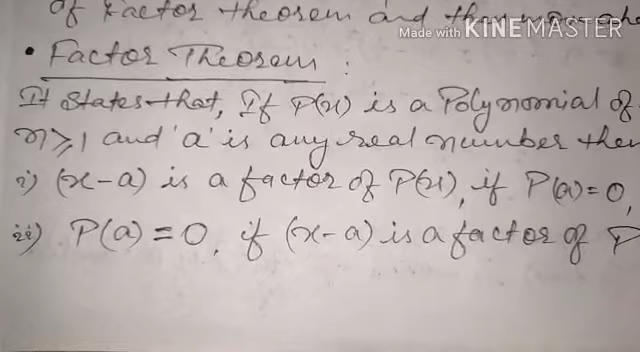 of Factor theorem and then
Made with KINEMASTER
• Factor Theorem :
It states that, If P(x) is a Polynomial of
n≥1 and 'a' is any real number then
i) (x-a) is a factor of P(x), if P(a)=0,
ii) P(a)=0, if (x-a) is a factor of P